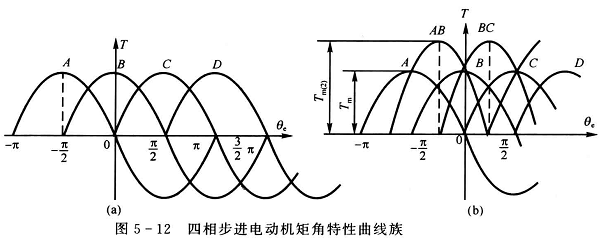 T
A B C D
θe
-π -π/2 0 π/2 π 3/2 π
(a)
T
AB BC
A B C D
Tm(2) Tm
θe
-π -π/2 0 π/2
(b)
图 5-12 四相步进电动机矩角特性曲线族